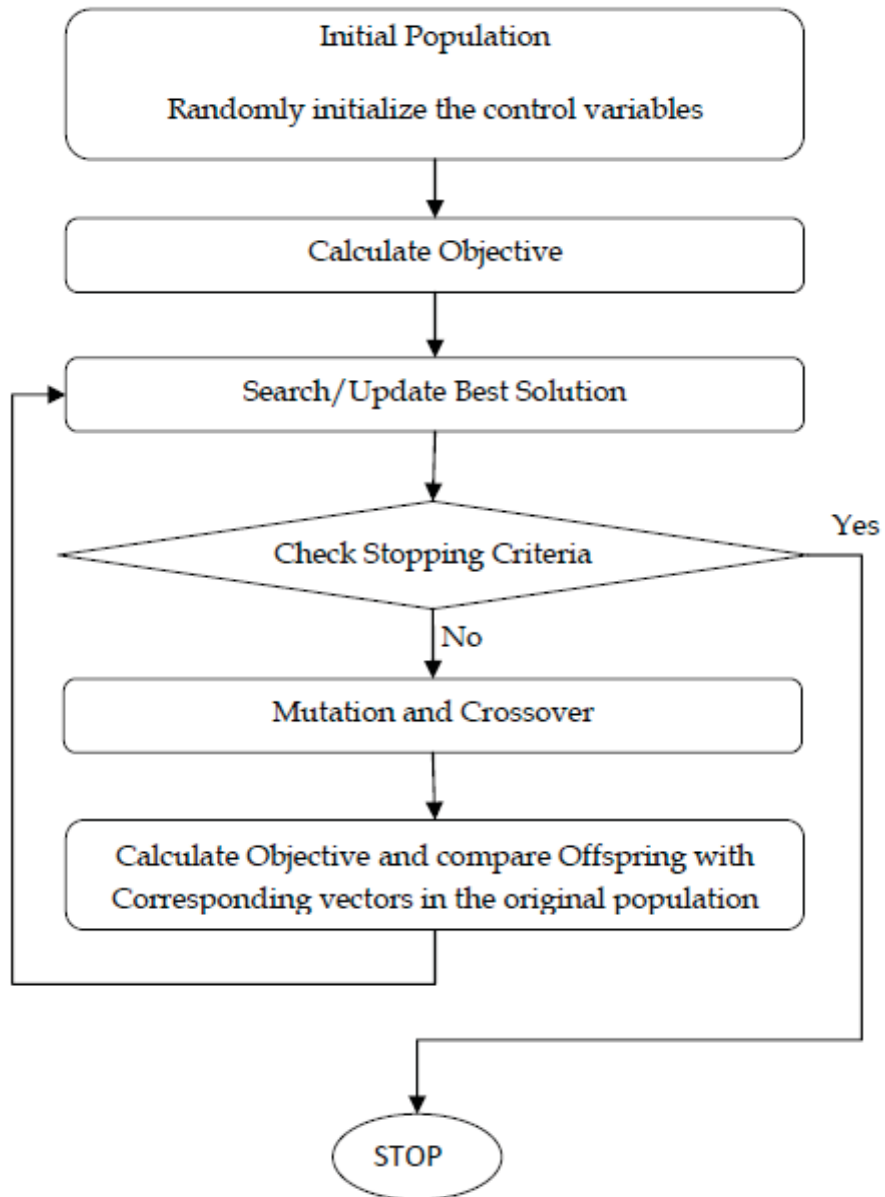 Initial Population
Randomly initialize the control variables
Calculate Objective
Search/Update Best Solution
Check Stopping Criteria
Yes
No
Mutation and Crossover
Calculate Objective and compare Offspring with
Corresponding vectors in the original population
STOP